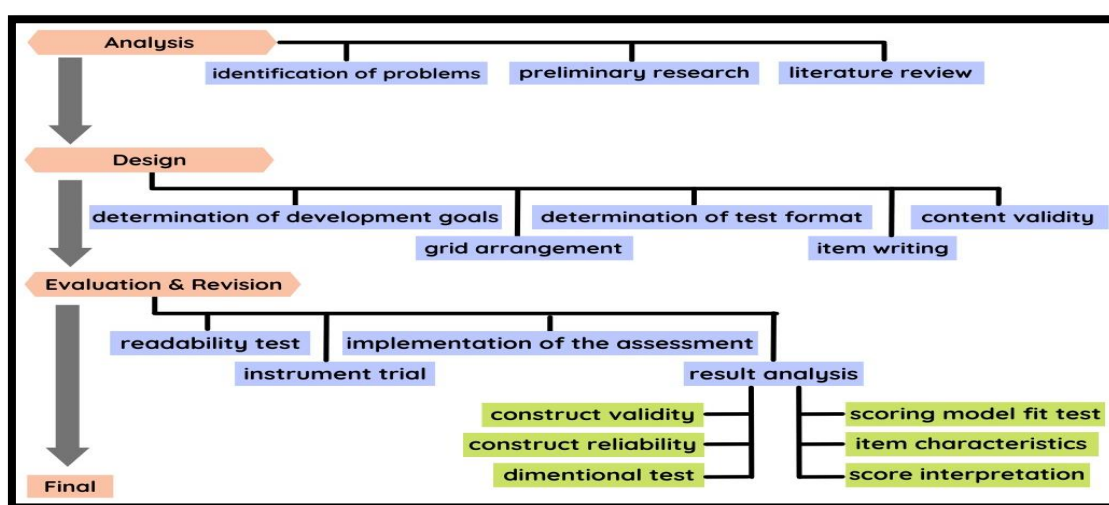 Analysis
identification of problems
preliminary research
literature review
Design
determination of development goals
determination of test format
content validity
grid arrangement
item writing
Evaluation & Revision
readability test
implementation of the assessment
instrument trial
result analysis
construct validity
scoring model fit test
construct reliability
item characteristics
dimentional test
score interpretation
Final